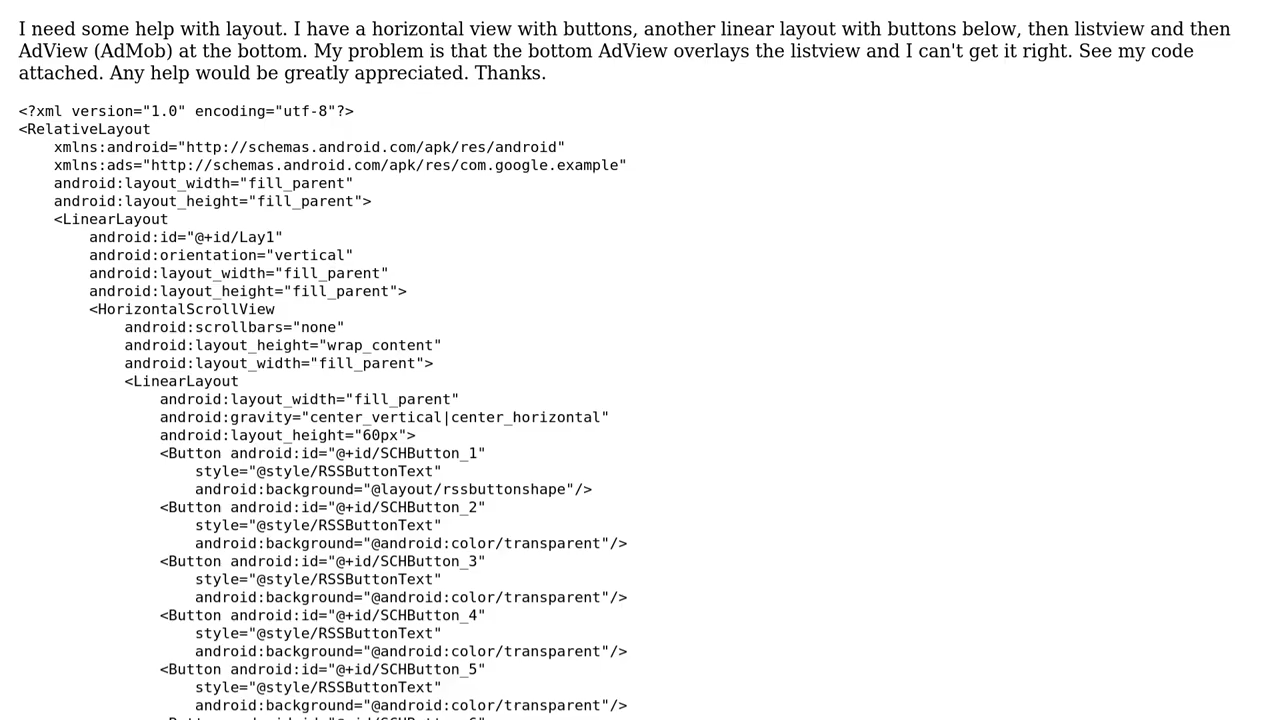 I need some help with layout. I have a horizontal view with buttons, another linear layout with buttons below, then listview and then
AdView (AdMob) at the bottom. My problem is that the bottom AdView overlays the listview and I can't get it right. See my code
attached. Any help would be greatly appreciated. Thanks.
<?xml version="1.0" encoding="utf-8"?>
<RelativeLayout
    xmlns:android="http://schemas.android.com/apk/res/android"
    xmlns:ads="http://schemas.android.com/apk/res/com.google.example"
    android:layout_width="fill_parent"
    android:layout_height="fill_parent">
    <LinearLayout
        android:id="@+id/Lay1"
        android:orientation="vertical"
        android:layout_width="fill_parent"
        android:layout_height="fill_parent">
        <HorizontalScrollView
            android:scrollbars="none"
            android:layout_height="wrap_content"
            android:layout_width="fill_parent">
            <LinearLayout
                android:layout_width="fill_parent"
                android:gravity="center_vertical|center_horizontal"
                android:layout_height="60px">
                <Button android:id="@+id/SCHButton_1"
                    style="@style/RSSButtonText"
                    android:background="@layout/rssbuttonshape"/>
                <Button android:id="@+id/SCHButton_2"
                    style="@style/RSSButtonText"
                    android:background="@android:color/transparent"/>
                <Button android:id="@+id/SCHButton_3"
                    style="@style/RSSButtonText"
                    android:background="@android:color/transparent"/>
                <Button android:id="@+id/SCHButton_4"
                    style="@style/RSSButtonText"
                    android:background="@android:color/transparent"/>
                <Button android:id="@+id/SCHButton_5"
                    style="@style/RSSButtonText"
                    android:background="@android:color/transparent"/>